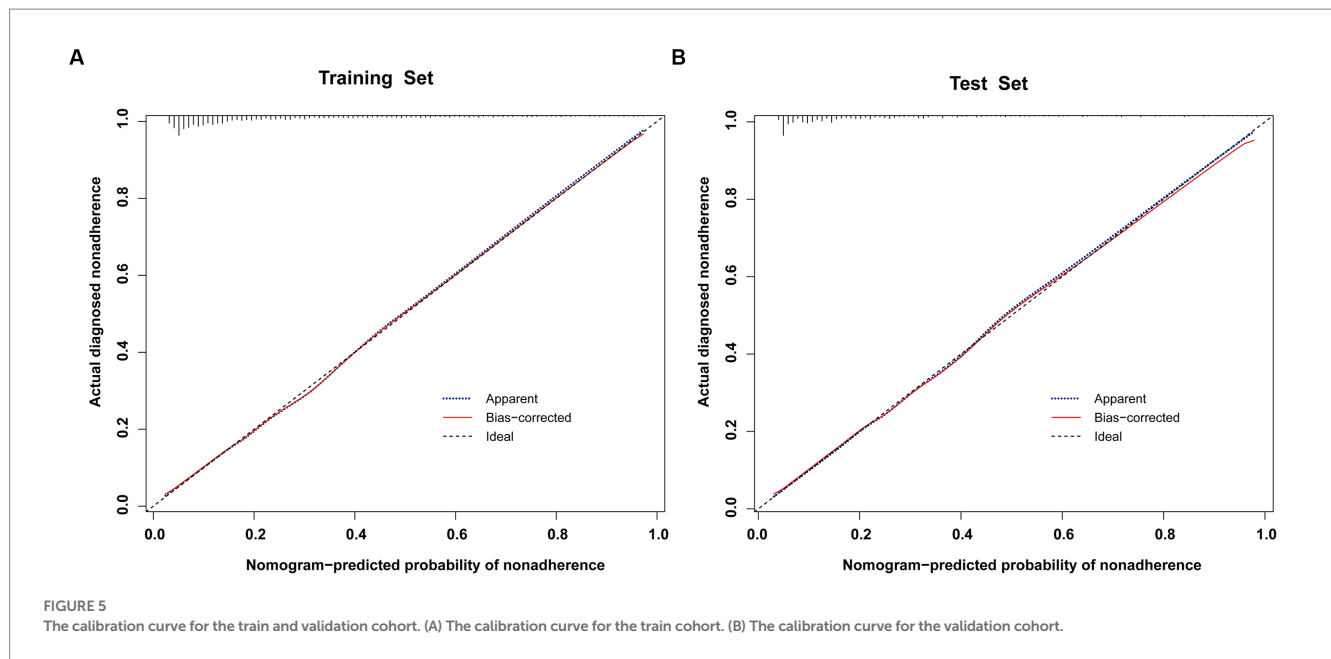 A
Training Set
Actual diagnosed nonadherence
1.0
0.8
0.6
0.4
0.2
0.0
Apparent
Bias−corrected
Ideal
0.0 0.2 0.4 0.6 0.8 1.0
Nomogram−predicted probability of nonadherence
B
Test Set
Actual diagnosed nonadherence
1.0
0.8
0.6
0.4
0.2
0.0
Apparent
Bias−corrected
Ideal
0.0 0.2 0.4 0.6 0.8 1.0
Nomogram−predicted probability of nonadherence
FIGURE 5
The calibration curve for the train and validation cohort. (A) The calibration curve for the train cohort. (B) The calibration curve for the validation cohort.